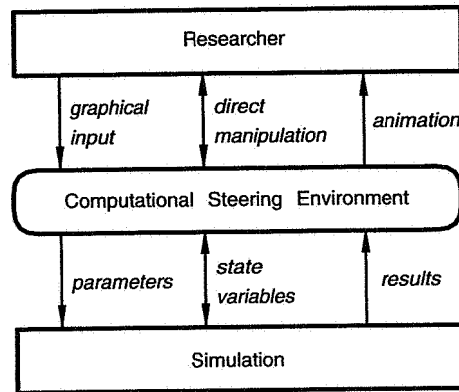 Researcher
graphical
input
direct
manipulation
animation
Computational Steering Environment
parameters
state
variables
results
Simulation